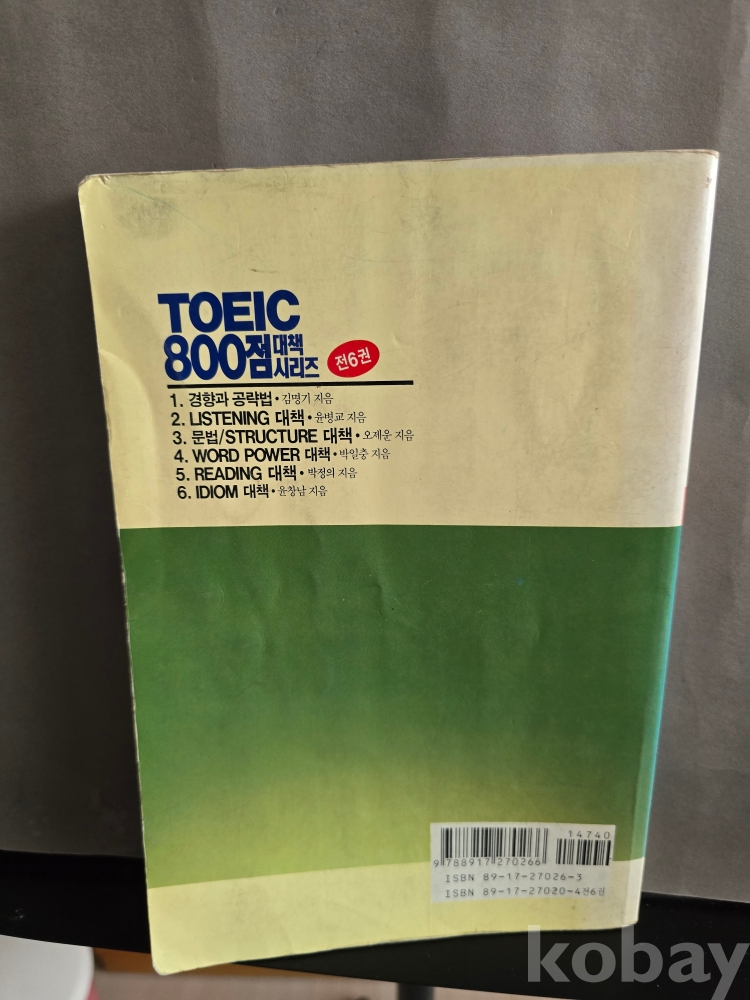 TOEIC
800점 대책 시리즈 전6권
1. 경향과 공략법 • 김명기 지음
2. LISTENING 대책 • 윤병교 지음
3. 문법/STRUCTURE 대책 • 오제운 지음
4. WORD POWER 대책 • 박일충 지음
5. READING 대책 • 박정의 지음
6. IDIOM 대책 • 윤창남 지음
14740
9 788917 270266
ISBN 89-17-27026-3
ISBN 89-17-27020-4전6권
kobay